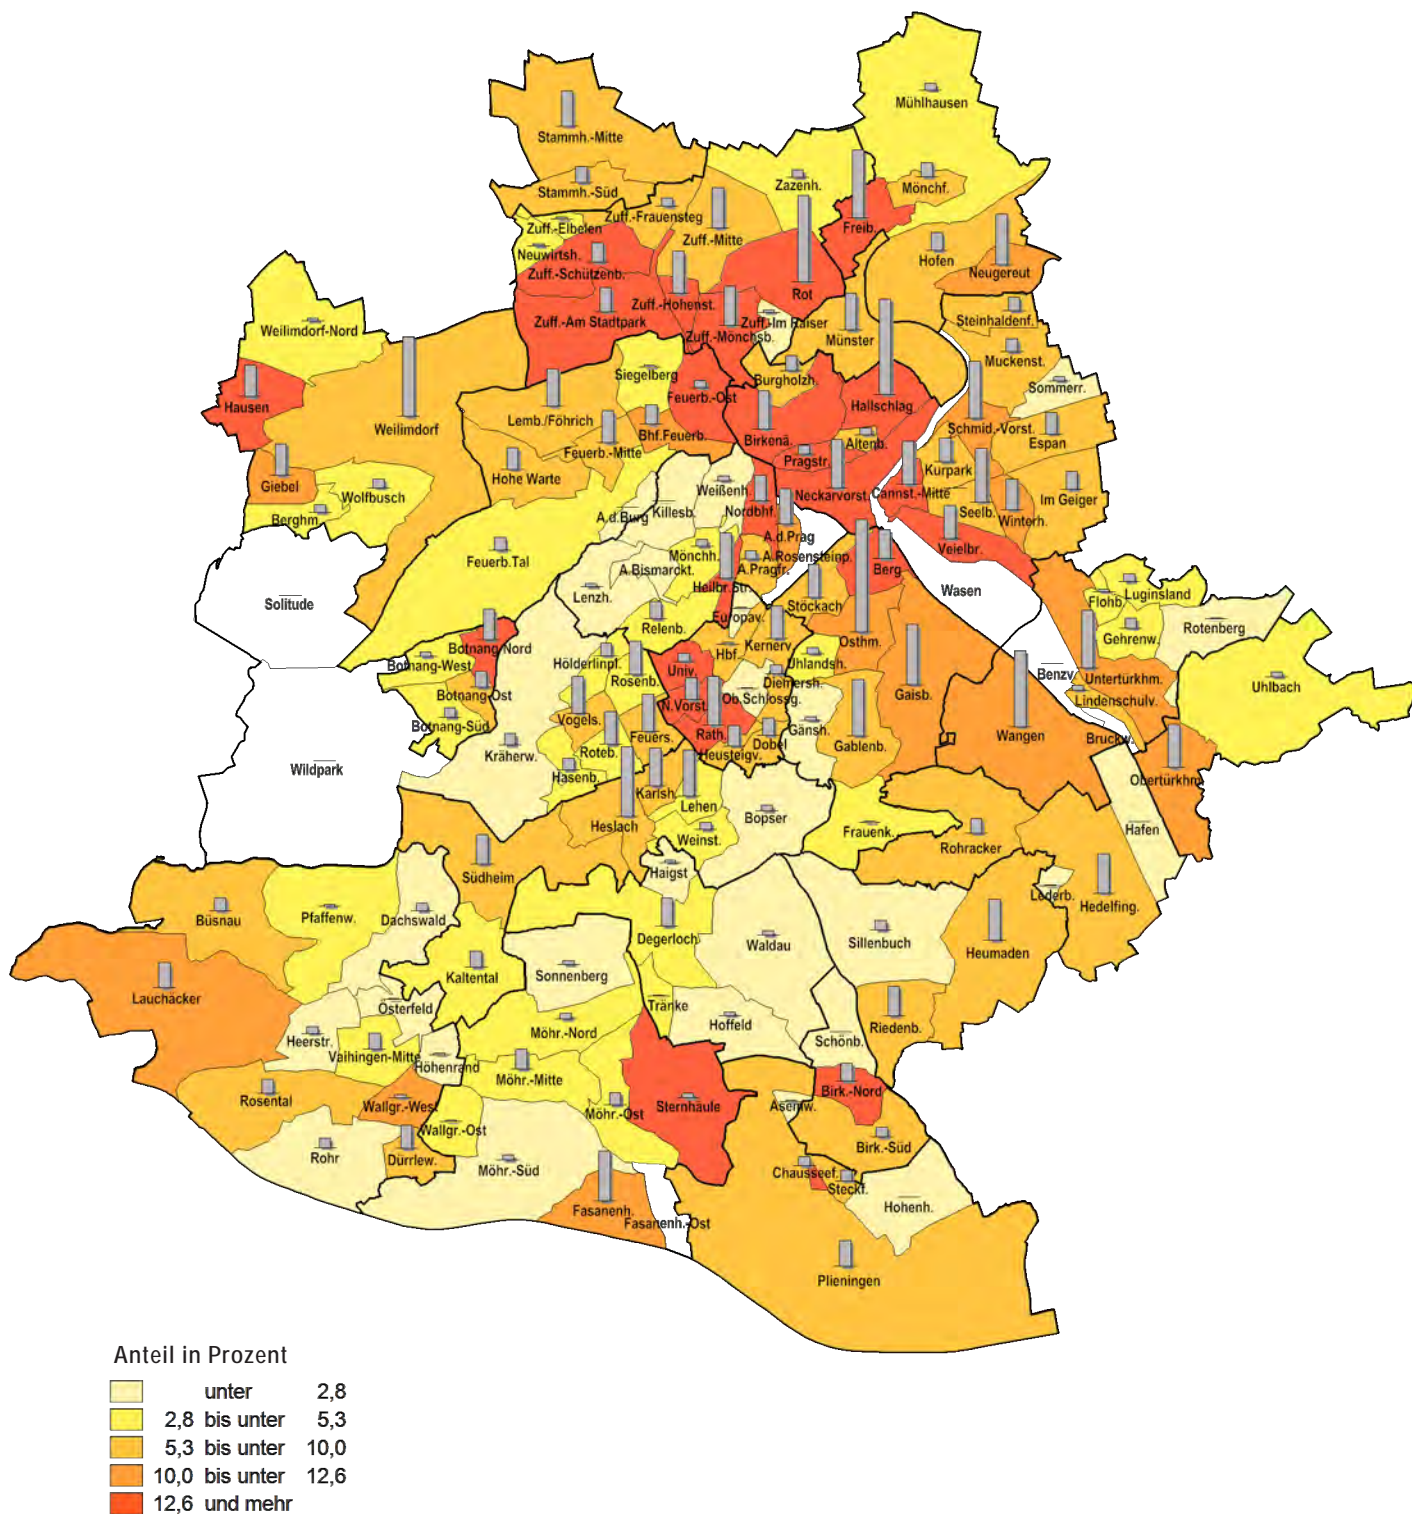 Mühlhausen
Stammh.-Mitte
Zazenh.
Mönchf.
Stammh.-Süd
Zuff.-Frauensteg
Freib.
Zuff.-Elbelen
Zuff.-Mitte
Neuwirtsh.
Hofen
Zuff.-Schützenb.
Neugereut
Rot
Zuff.-Hohenst.
Zuff.-Am Stadtpark
Zuff.-Im Raiser
Steinhaldenf.
Weilimdorf-Nord
Zuff.-Mönchsb.
Münster
Muckenst.
Siegelberg
Burgholzh.
Sommerr.
Feuerb.-Ost
Hausen
Hallschlag
Lemb./Föhrich
Weilimdorf
Birkenä.
Schmid.-Vorst.
Bhf.Feuerb.
Altenb.
Espan
Feuerb.-Mitte
Pragstr.
Kurpark
Hohe Warte
Giebel
Wolfbusch
Weißenh.
Neckarvorst.
Cannst.-Mitte
Im Geiger
Seelb.
Killesb.
Nordbhf.
Berghm.
A.d.Burg
Winterh.
A.d.Prag
Mönchh.
A.Rosensteinp.
Veielbr.
Feuerb.Tal
A.Bismarckt.
A.Pragfr.
Berg
Heilbr.Str.
Wasen
Luginsland
Solitude
Lenzh.
Stöckach
Flohb.
Europav.
Rotenberg
Relenb.
Osthm.
Gehrenw.
Botnang-Nord
Kernerv.
Hbf.
Botnang-West
Hölderlinpl.
Uhlandsh.
Univ.
Benzv.
Uhlbach
Untertürkhm.
Rosenb.
Diemersh.
Botnang-Ost
Gaisb.
Ob.Schlossg.
Lindenschulv.
N.Vorst.
Vogels.
Botnang-Süd
Gänsh.
Rath.
Feuers.
Wangen
Bruckw.
Gablenb.
Dobel
Roteb.
Kräherw.
Heusteigv.
Wildpark
Hasenb.
Obertürkhm.
Karlsh.
Lehen
Bopser
Heslach
Hafen
Frauenk.
Weinst.
Rohracker
Haigst
Südheim
Lederb.
Hedelfing.
Büsnau
Pfaffenw.
Dachswald
Degerloch
Waldau
Sillenbuch
Heumaden
Sonnenberg
Kaltental
Lauchäcker
Tränke
Österfeld
Hoffeld
Riedenb.
Möhr.-Nord
Heerstr.
Schönb.
Vaihingen-Mitte
Höhenrand
Möhr.-Mitte
Birk.-Nord
Rosental
Wallgr.-West
Sternhäule
Asemw.
Möhr.-Ost
Wallgr.-Ost
Birk.-Süd
Rohr
Dürrlew.
Möhr.-Süd
Chausseef.
Steckf.
Hohenh.
Fasanenh.
Fasanenh.-Ost
Plieningen
Anteil in Prozent
unter 2,8
2,8 bis unter 5,3
5,3 bis unter 10,0
10,0 bis unter 12,6
12,6 und mehr